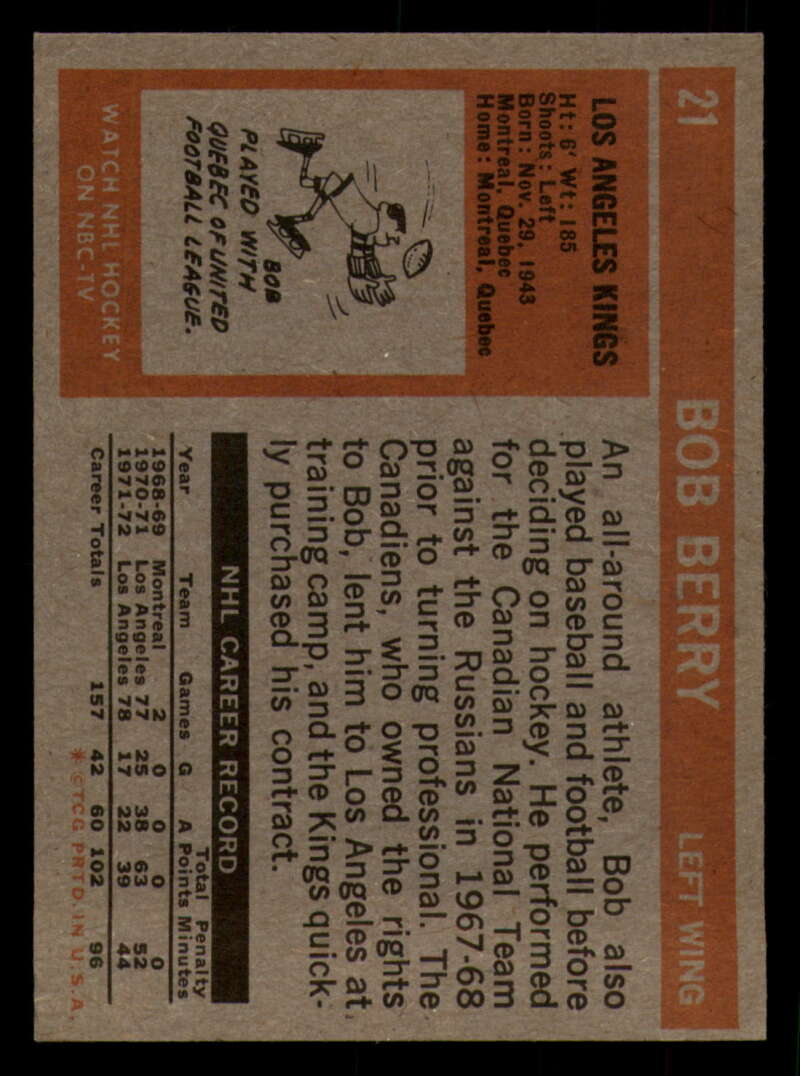 21 BOB BERRY LEFT WING
LOS ANGELES KINGS
Ht: 6' Wt: 185
Shoots: Left
Born: Nov. 29, 1943
Montreal, Quebec
Home: Montreal, Quebec
BOB
PLAYED WITH
QUEBEC OF UNITED
FOOTBALL LEAGUE.
WATCH NHL HOCKEY
ON NBC-TV
An all-around athlete, Bob also
played baseball and football before
deciding on hockey. He performed
for the Canadian National Team
against the Russians in 1967-68
prior to turning professional. The
Canadiens, who owned the rights
to Bob, lent him to Los Angeles at
training camp, and the Kings quick-
ly purchased his contract.
NHL CAREER RECORD
Total Penalty
Year Team Games G A Points Minutes
1968-69 Montreal 2 0 0 0 0
1970-71 Los Angeles 77 25 38 63 52
1971-72 Los Angeles 78 17 22 39 44
Career Totals 157 42 60 102 96
*©TCG PRTD. IN U.S.A.